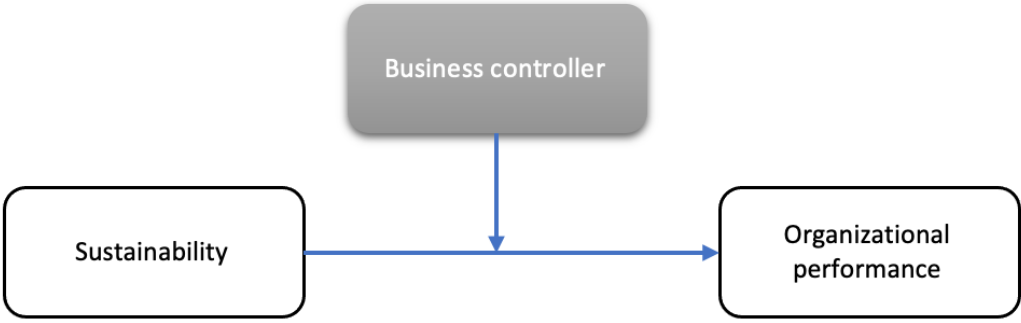 Business controller
Sustainability
Organizational
performance